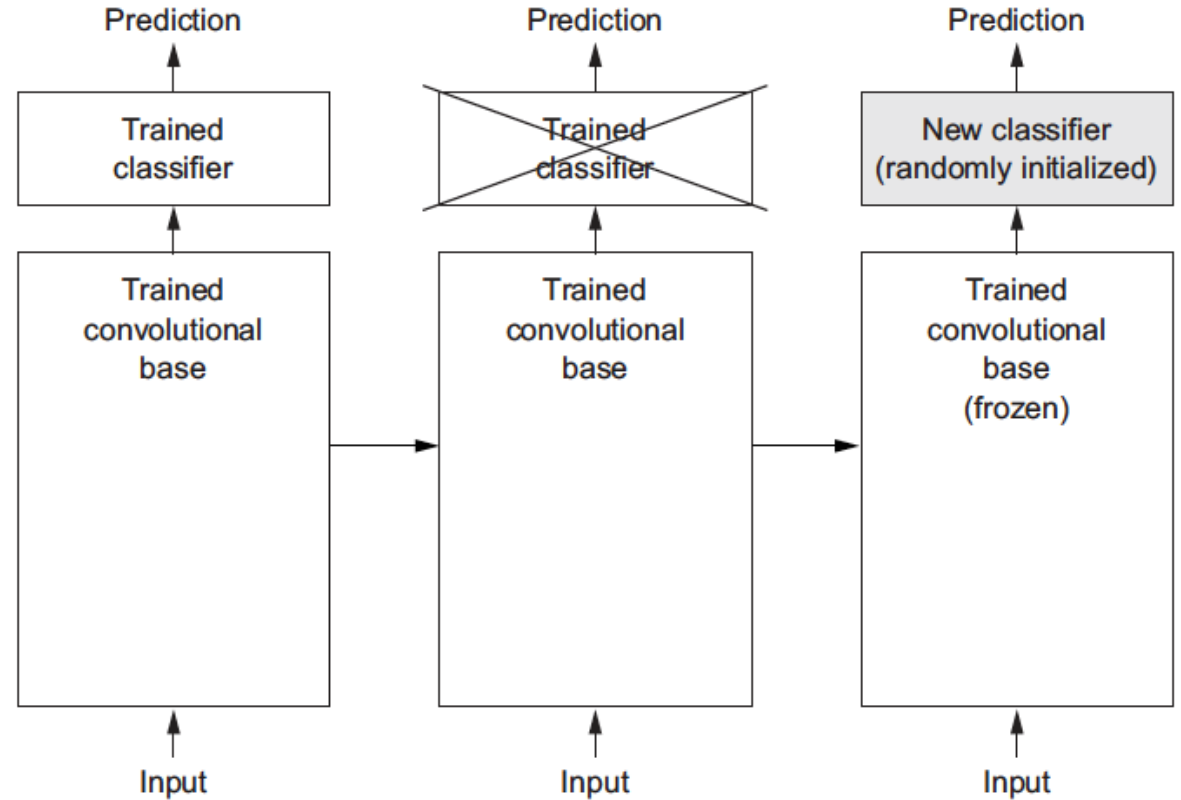 Prediction
Trained
classifier
Trained
convolutional
base
Input
Prediction
Trained
classifier
Trained
convolutional
base
Input
Prediction
New classifier
(randomly initialized)
Trained
convolutional
base
(frozen)
Input